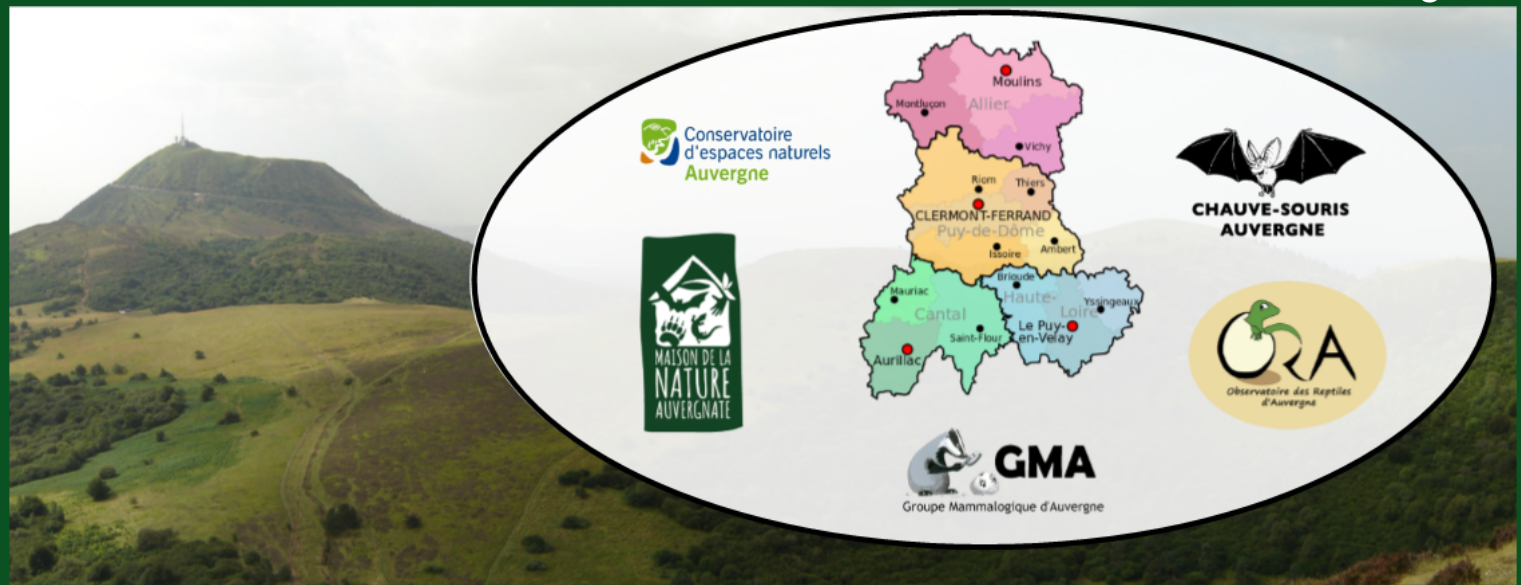 Conservatoire
d'espaces naturels
Auvergne
MAISON DE LA
NATURE
AUVERGNATE
Moulins
Allier
Montluçon
Vichy
Riom
Thiers
CLERMONT-FERRAND
Puy-de-Dôme
Issoire
Ambert
Brioude
Mauriac
Haute-
Loire
Yssingeaux
Cantal
Saint-Flour
Le Puy-
en-Velay
Aurillac
CHAUVE-SOURIS
AUVERGNE
ORA
Observatoire des Reptiles
d'Auvergne
GMA
Groupe Mammalogique d'Auvergne